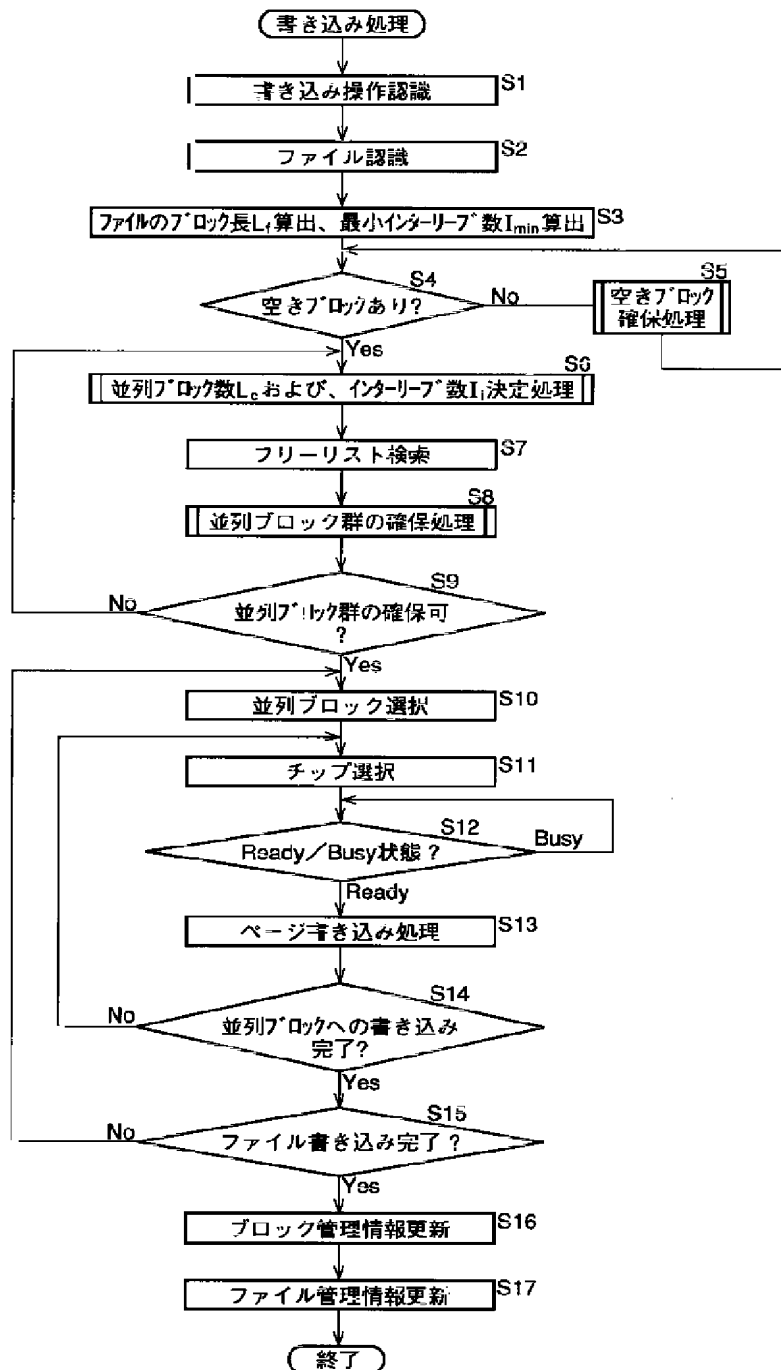 書き込み処理
書き込み操作認識 S1
ファイル認識 S2
ファイルのブロック長Lf算出、最小インターリーブ数Imin算出 S3
S4
空きブロックあり?
No
S5
空きブロック
確保処理
Yes
S6
並列ブロック数Lcおよび、インターリーブ数Ii決定処理
フリーリスト検索 S7
S8
並列ブロック群の確保処理
S9
No
並列ブロック群の確保可
?
Yes
並列ブロック選択 S10
チップ選択 S11
S12
Ready/Busy状態?
Busy
Ready
ページ書き込み処理 S13
S14
No
並列ブロックへの書き込み
完了?
Yes
S15
No
ファイル書き込み完了?
Yes
ブロック管理情報更新 S16
ファイル管理情報更新 S17
終了